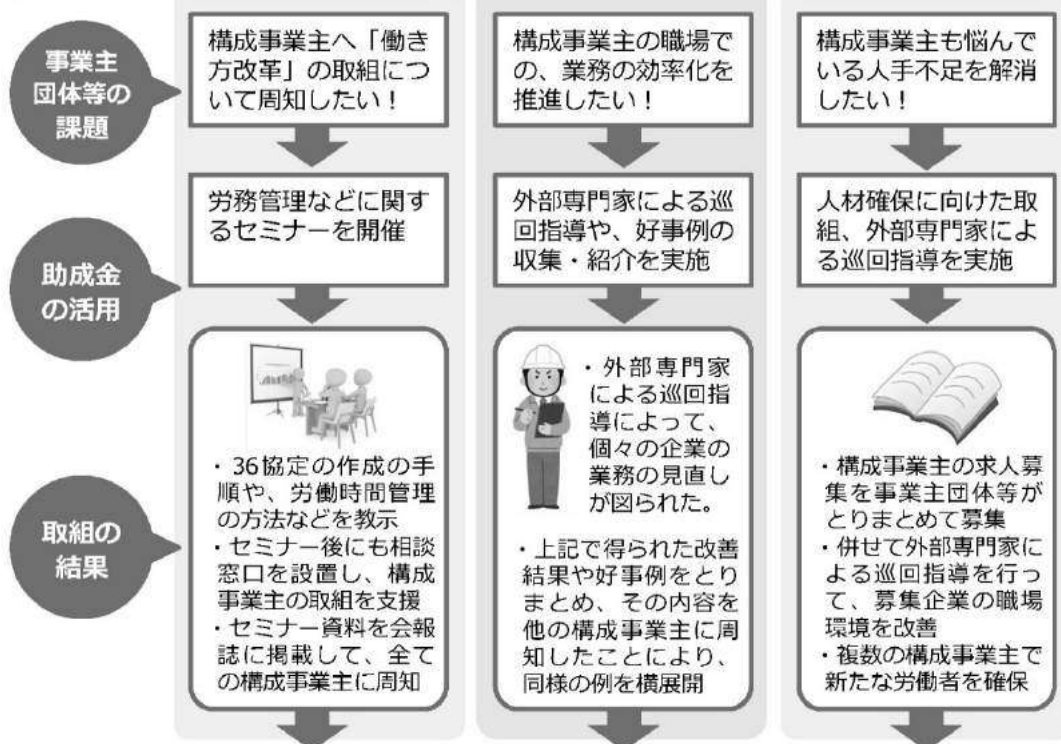 事業主
団体等の
課題
構成事業主へ「働き
方改革」の取組につ
いて周知したい！
構成事業主の職場で
の、業務の効率化を
推進したい！
構成事業主も悩んで
いる人手不足を解消
したい！
助成金
の活用
労務管理などに関す
るセミナーを開催
外部専門家による巡
回指導や、好事例の
収集・紹介を実施
人材確保に向けた取
組、外部専門家によ
る巡回指導を実施
取組の
結果
・36協定の作成の手
順や、労働時間管理
の方法などを教示
・セミナー後にも相談
窓口を設置し、構成
事業主の取組を支援
・セミナー資料を会報
誌に掲載して、全て
の構成事業主に周知
・外部専門家
による巡回指
導によって、
個々の企業の
業務の見直し
が図られた。
・上記で得られた改善
結果や好事例をとり
まとめ、その内容を
他の構成事業主に周
知したことにより、
同様の例を横展開
・構成事業主の求人募
集を事業主団体等が
とりまとめて募集
・併せて外部専門家に
よる巡回指導を行っ
て、募集企業の職場
環境を改善
・複数の構成事業主で
新たな労働者を確保